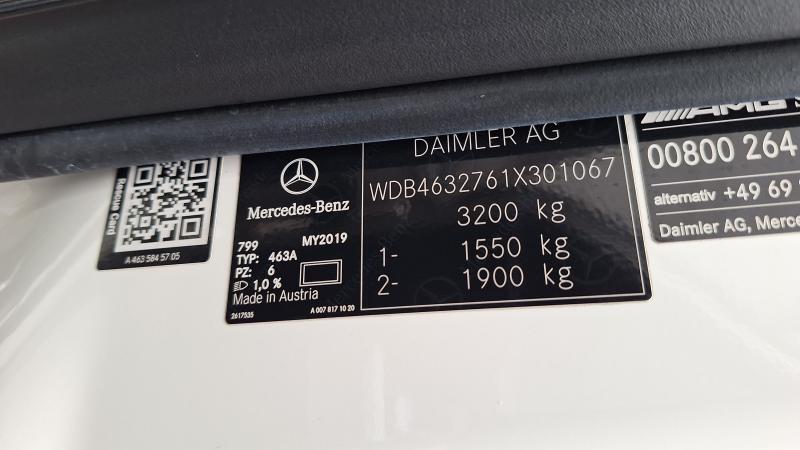 Rescue Card
A 463 584 57 05
Mercedes-Benz
799 MY2019
TYP: 463A
PZ: 6
1,0 %
Made in Austria
2617535 A 007 817 10 20
DAIMLER AG
WDB4632761X301067
3200 kg
1- 1550 kg
2- 1900 kg
AMG
00800 264
alternativ +49 69
Daimler AG, Merce